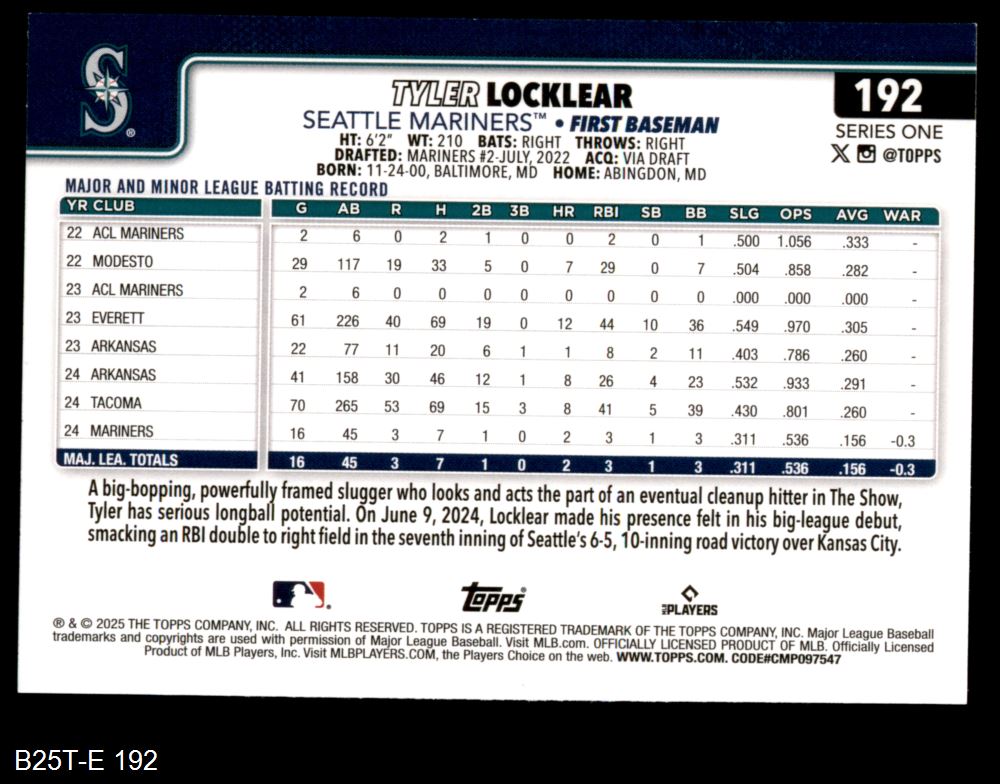 S
®
TYLER LOCKLEAR
192
SEATTLE MARINERS™ • FIRST BASEMAN
SERIES ONE
@TOPPS
HT: 6'2" WT: 210 BATS: RIGHT THROWS: RIGHT
DRAFTED: MARINERS #2-JULY, 2022 ACQ: VIA DRAFT
BORN: 11-24-00, BALTIMORE, MD HOME: ABINGDON, MD
MAJOR AND MINOR LEAGUE BATTING RECORD
YR CLUB G AB R H 2B 3B HR RBI SB BB SLG OPS AVG WAR
22 ACL MARINERS 2 6 0 2 1 0 0 2 0 1 .500 1.056 .333 -
22 MODESTO 29 117 19 33 5 0 7 29 0 7 .504 .858 .282 -
23 ACL MARINERS 2 6 0 0 0 0 0 0 0 0 .000 .000 .000 -
23 EVERETT 61 226 40 69 19 0 12 44 10 36 .549 .970 .305 -
23 ARKANSAS 22 77 11 20 6 1 1 8 2 11 .403 .786 .260 -
24 ARKANSAS 41 158 30 46 12 1 8 26 4 23 .532 .933 .291 -
24 TACOMA 70 265 53 69 15 3 8 41 5 39 .430 .801 .260 -
24 MARINERS 16 45 3 7 1 0 2 3 1 3 .311 .536 .156 -0.3
MAJ. LEA. TOTALS 16 45 3 7 1 0 2 3 1 3 .311 .536 .156 -0.3
A big-bopping, powerfully framed slugger who looks and acts the part of an eventual cleanup hitter in The Show,
Tyler has serious longball potential. On June 9, 2024, Locklear made his presence felt in his big-league debut,
smacking an RBI double to right field in the seventh inning of Seattle's 6-5, 10-inning road victory over Kansas City.
Topps®
MLB PLAYERS
® & © 2025 THE TOPPS COMPANY, INC. ALL RIGHTS RESERVED. TOPPS IS A REGISTERED TRADEMARK OF THE TOPPS COMPANY, INC. Major League Baseball
trademarks and copyrights are used with permission of Major League Baseball. Visit MLB.com. OFFICIALLY LICENSED PRODUCT OF MLB. Officially Licensed
Product of MLB Players, Inc. Visit MLBPLAYERS.COM, the Players Choice on the web. WWW.TOPPS.COM. CODE#CMP097547
B25T-E 192